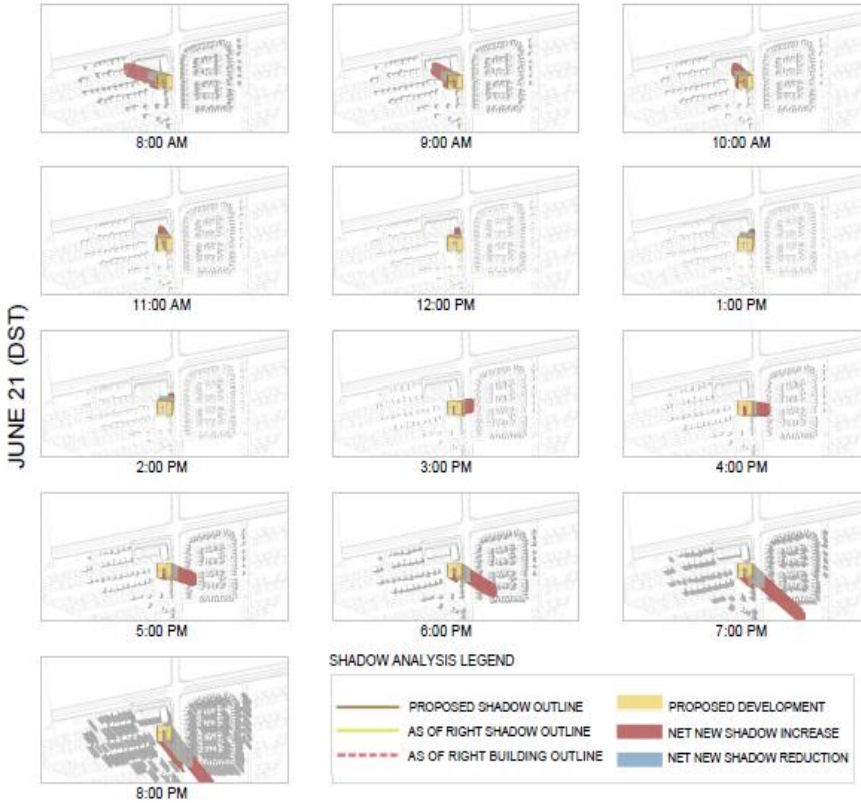 JUNE 21 (DST)
8:00 AM
9:00 AM
10:00 AM
11:00 AM
12:00 PM
1:00 PM
2:00 PM
3:00 PM
4:00 PM
5:00 PM
6:00 PM
7:00 PM
8:00 PM
SHADOW ANALYSIS LEGEND
PROPOSED SHADOW OUTLINE
AS OF RIGHT SHADOW OUTLINE
AS OF RIGHT BUILDING OUTLINE
PROPOSED DEVELOPMENT
NET NEW SHADOW INCREASE
NET NEW SHADOW REDUCTION